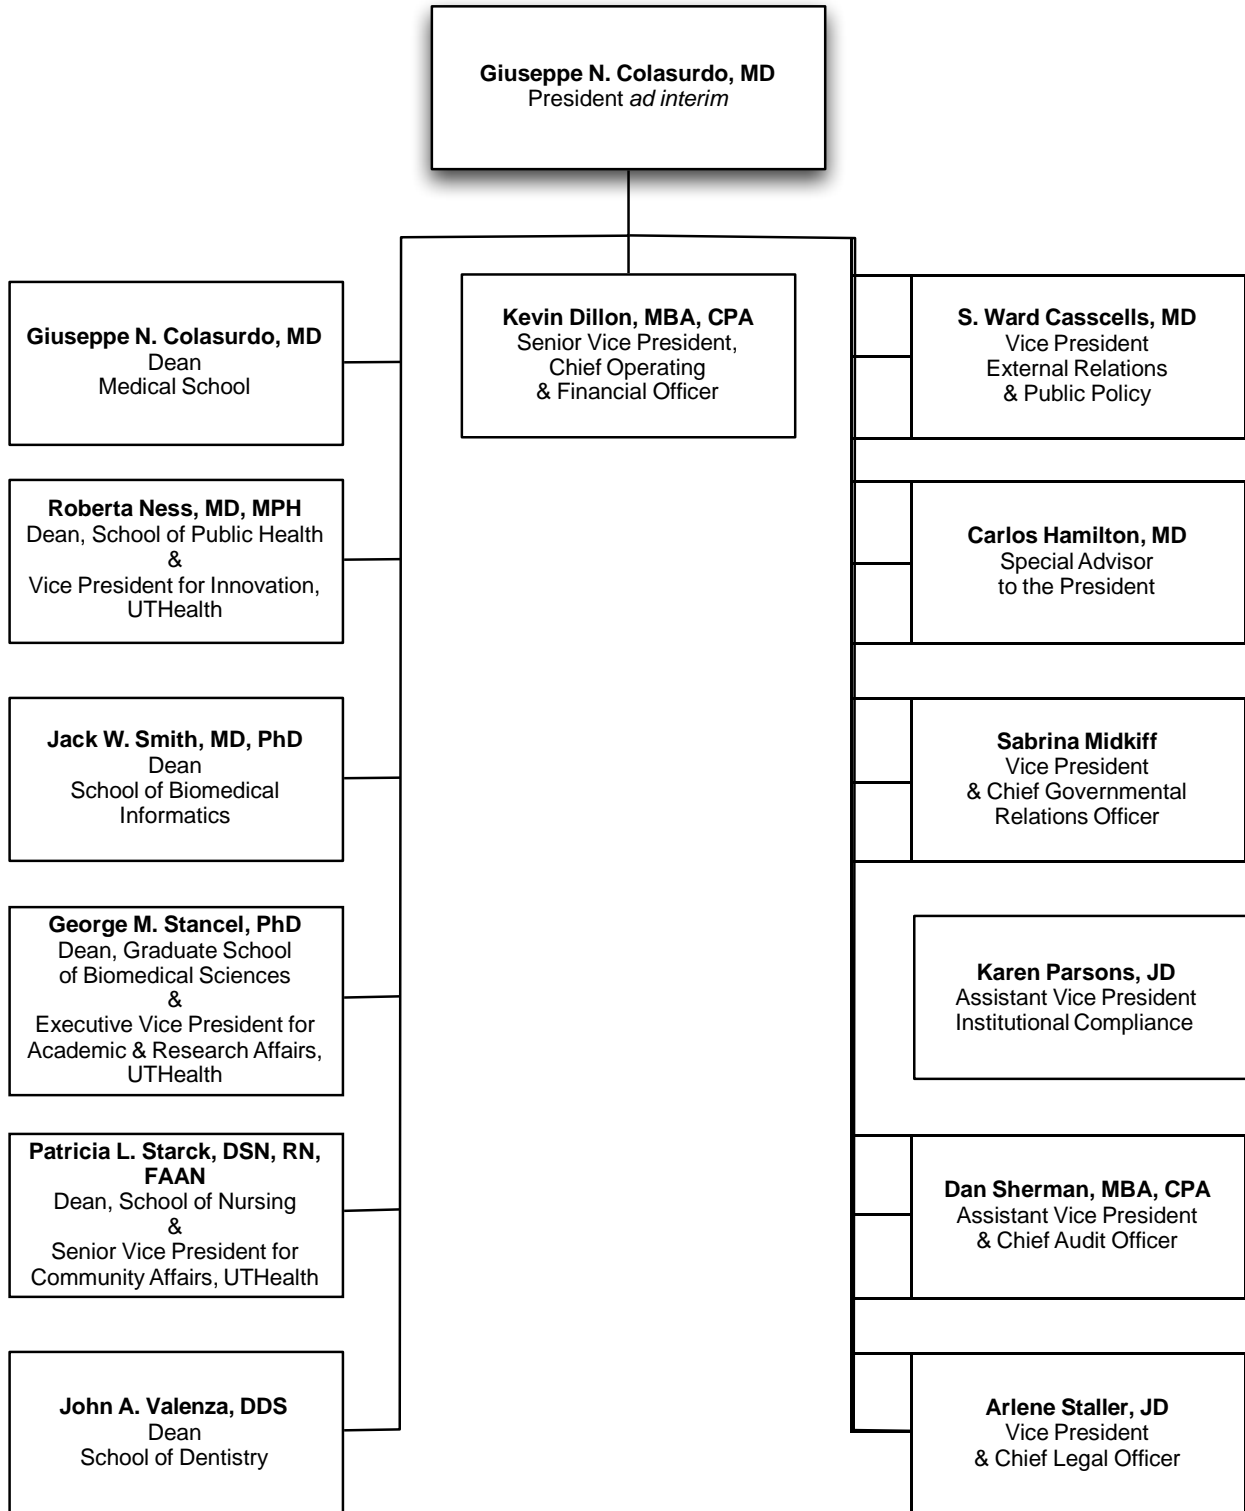 Giuseppe N. Colasurdo, MD
President ad interim
Giuseppe N. Colasurdo, MD
Dean
Medical School
Kevin Dillon, MBA, CPA
Senior Vice President,
Chief Operating
& Financial Officer
S. Ward Casscells, MD
Vice President
External Relations
& Public Policy
Roberta Ness, MD, MPH
Dean, School of Public Health
&
Vice President for Innovation,
UTHealth
Carlos Hamilton, MD
Special Advisor
to the President
Jack W. Smith, MD, PhD
Dean
School of Biomedical
Informatics
Sabrina Midkiff
Vice President
& Chief Governmental
Relations Officer
George M. Stancel, PhD
Dean, Graduate School
of Biomedical Sciences
&
Executive Vice President for
Academic & Research Affairs,
UTHealth
Karen Parsons, JD
Assistant Vice President
Institutional Compliance
Patricia L. Starck, DSN, RN,
FAAN
Dean, School of Nursing
&
Senior Vice President for
Community Affairs, UTHealth
Dan Sherman, MBA, CPA
Assistant Vice President
& Chief Audit Officer
John A. Valenza, DDS
Dean
School of Dentistry
Arlene Staller, JD
Vice President
& Chief Legal Officer